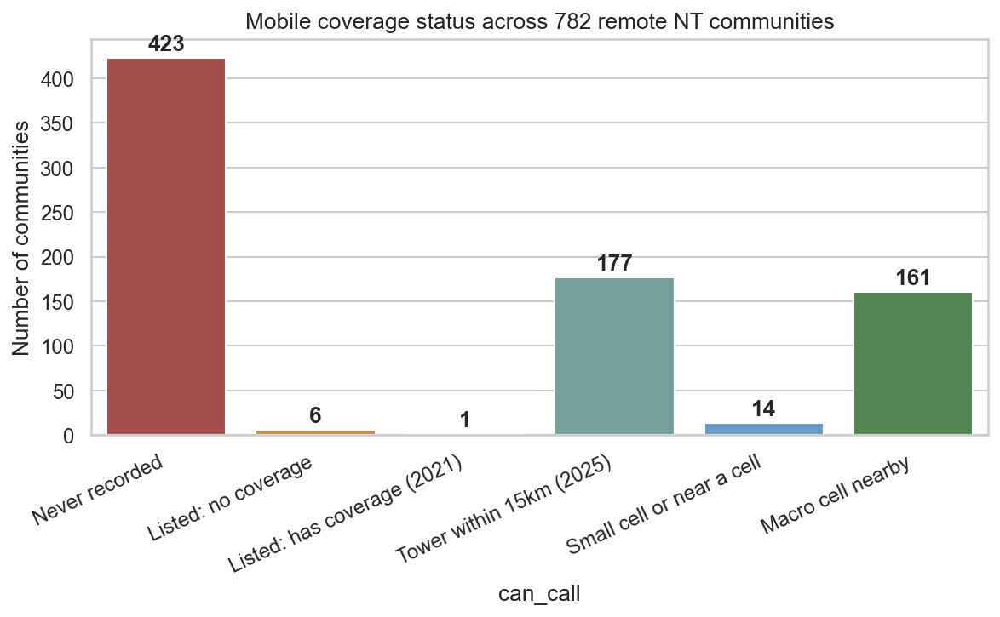 Mobile coverage status across 782 remote NT communities
Number of communities
400
350
300
250
200
150
100
50
0
423
6
1
177
14
161
Never recorded
Listed: no coverage
Listed: has coverage (2021)
Tower within 15km (2025)
Small cell or near a cell
Macro cell nearby
can_call